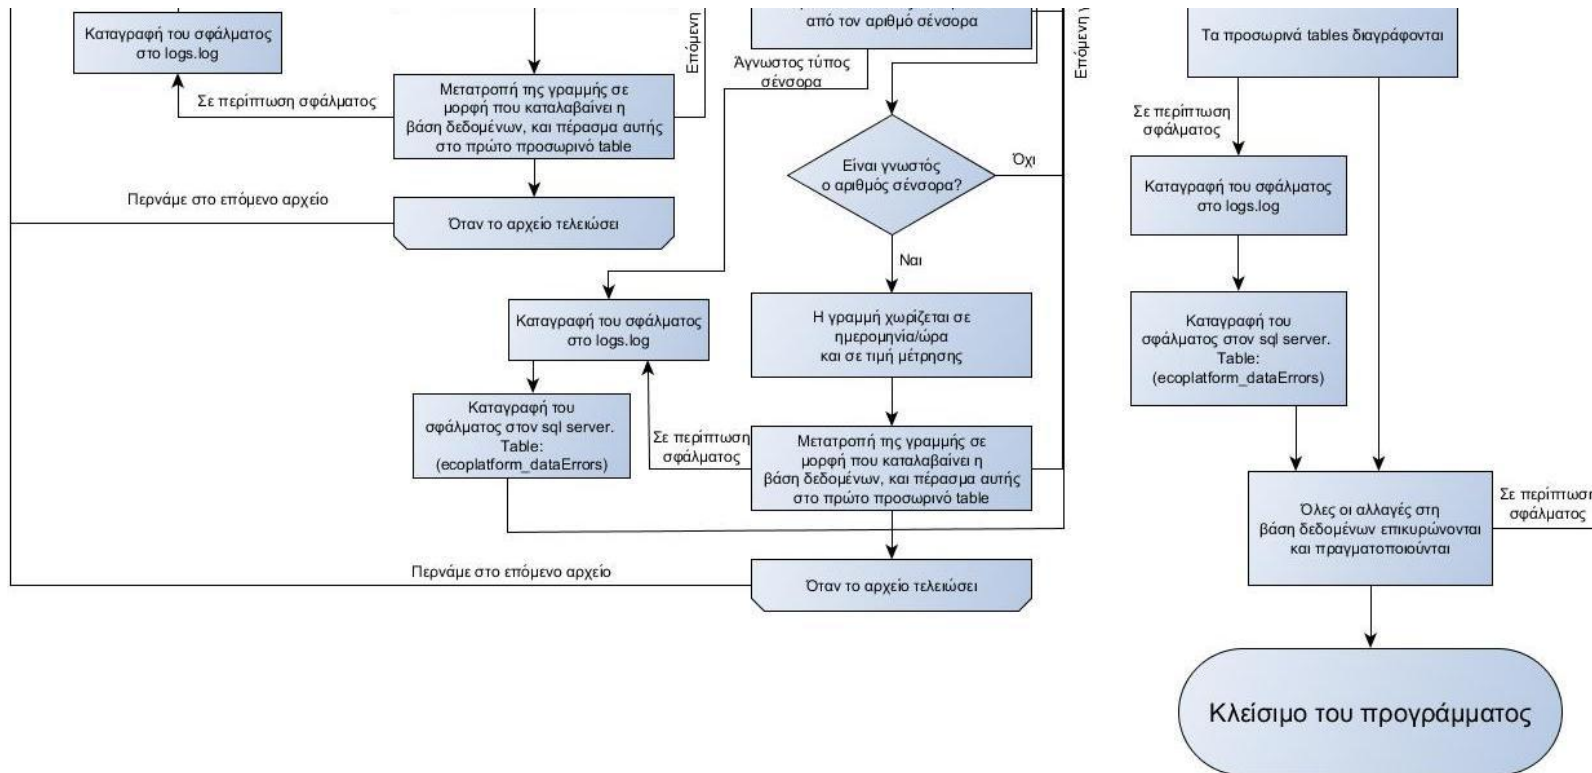 Καταγραφή του σφάλματος
στο logs.log
Σε περίπτωση σφάλματος
Μετατροπή της γραμμής σε
μορφή που καταλαβαίνει η
βάση δεδομένων, και πέρασμα αυτής
στο πρώτο προσωρινό table
Επόμενη
Περνάμε στο επόμενο αρχείο
Όταν το αρχείο τελειώσει
από τον αριθμό σένσορα
Άγνωστος τύπος
σένσορα
Επόμενη
Είναι γνωστός
ο αριθμός σένσορα?
Όχι
Ναι
Καταγραφή του σφάλματος
στο logs.log
Καταγραφή του
σφάλματος στον sql server.
Table:
(ecoplatform_dataErrors)
Η γραμμή χωρίζεται σε
ημερομηνία/ώρα
και σε τιμή μέτρησης
Σε περίπτωση
σφάλματος
Μετατροπή της γραμμής σε
μορφή που καταλαβαίνει η
βάση δεδομένων, και πέρασμα αυτής
στο πρώτο προσωρινό table
Περνάμε στο επόμενο αρχείο
Όταν το αρχείο τελειώσει
Τα προσωρινά tables διαγράφονται
Σε περίπτωση
σφάλματος
Καταγραφή του σφάλματος
στο logs.log
Καταγραφή του
σφάλματος στον sql server.
Table:
(ecoplatform_dataErrors)
Όλες οι αλλαγές στη
βάση δεδομένων επικυρώνονται
και πραγματοποιούνται
Σε περίπτωση
σφάλματος
Κλείσιμο του προγράμματος